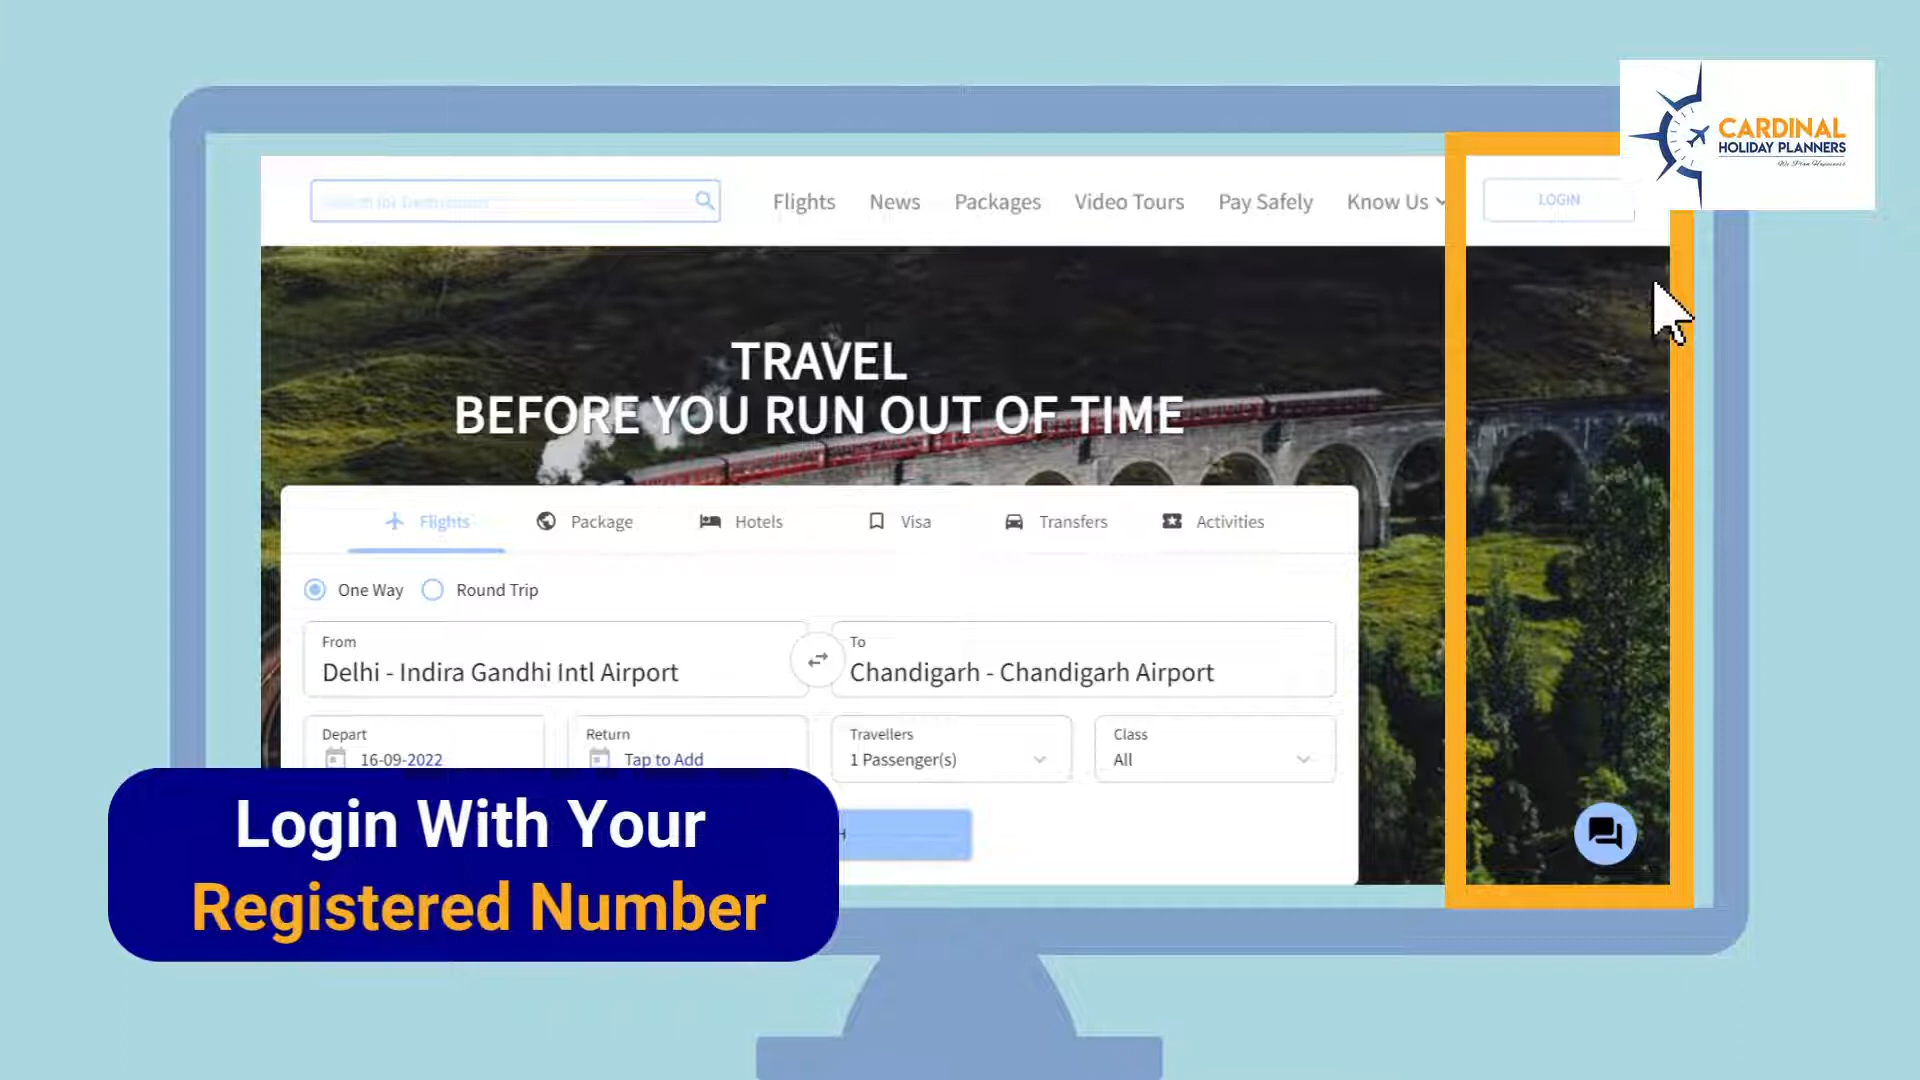 CARDINAL
HOLIDAY PLANNERS
We Plan Happiness
Flights News Packages Video Tours Pay Safely Know Us
LOGIN
TRAVEL
BEFORE YOU RUN OUT OF TIME
Flights Package Hotels Visa Transfers Activities
One Way Round Trip
From
Delhi - Indira Gandhi Intl Airport
To
Chandigarh - Chandigarh Airport
Depart
16-09-2022
Return
Tap to Add
Travellers
1 Passenger(s)
Class
All
Login With Your
Registered Number